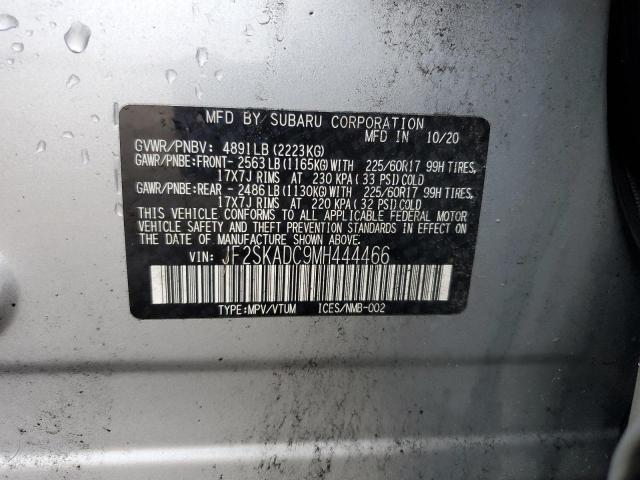 MFD BY SUBARU CORPORATION
MFD IN 10/20
GVWR/PNBV: 4891LB (2223KG)
GAWR/PNBE:FRONT- 2563LB (1165KG) WITH 225/60R17 99H TIRES,
17X7J RIMS AT 230 KPA (33 PSI) COLD
GAWR/PNBE:REAR - 2486LB (1130KG) WITH 225/60R17 99H TIRES,
17X7J RIMS AT 220 KPA (32 PSI) COLD
THIS VEHICLE CONFORMS TO ALL APPLICABLE FEDERAL MOTOR
VEHICLE SAFETY AND THEFT PREVENTION STANDARDS IN EFFECT
ON THE DATE OF MANUFACTURE SHOWN ABOVE.
VIN: JF2SKADC9MH444466
TYPE:MPV/VTUM ICES/NMB-002